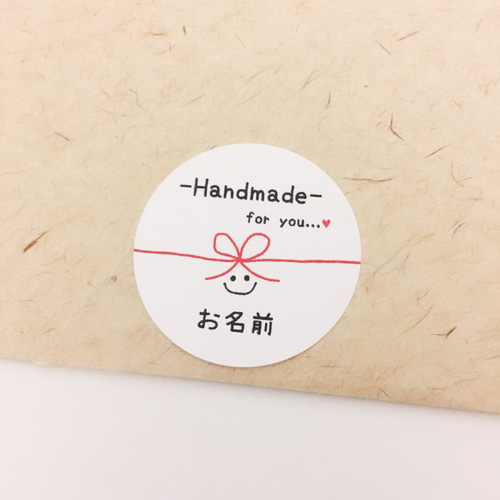 -Handmade-
for you...♥
お名前